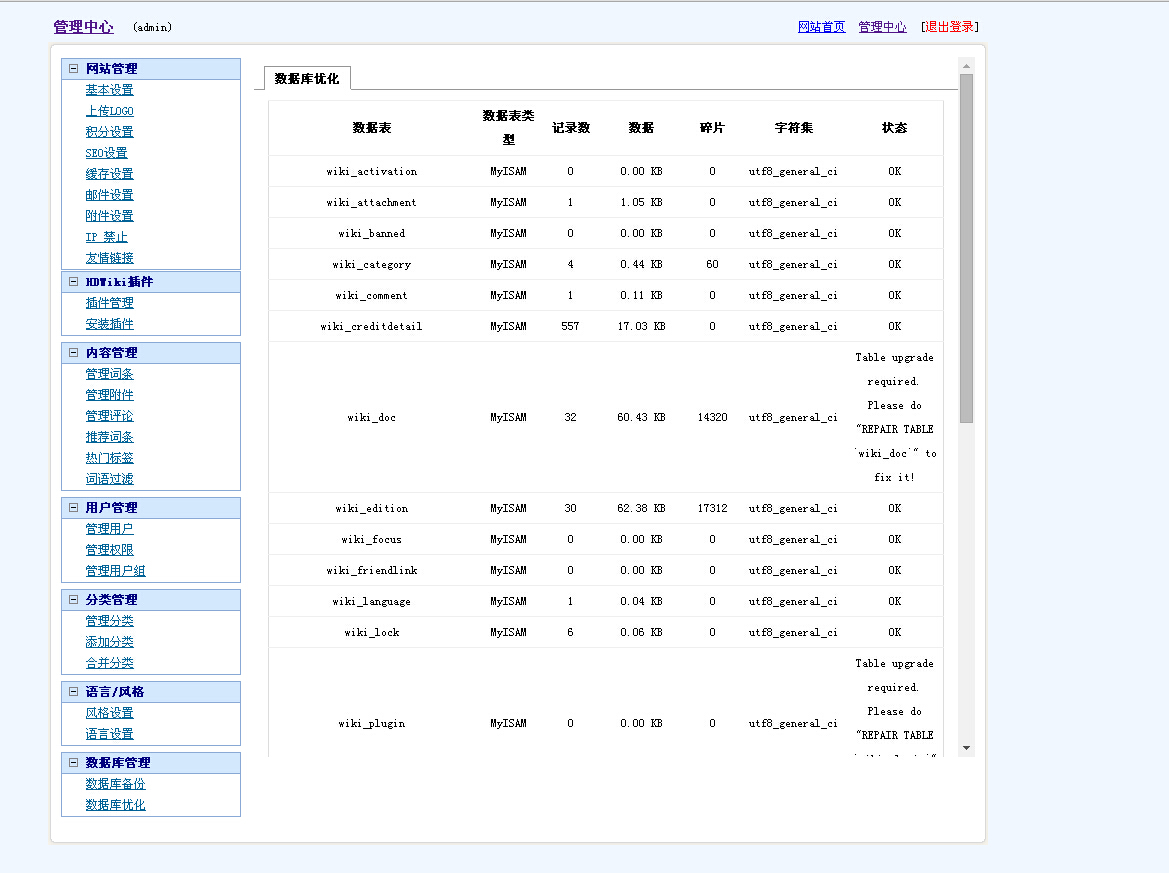 管理中心 (admin) 网站首页 管理中心 [退出登录]
网站管理
基本设置
上传LOGO
积分设置
SEO设置
缓存设置
邮件设置
附件设置
IP 禁止
友情链接
HDWiki插件
插件管理
安装插件
内容管理
管理词条
管理附件
管理评论
推荐词条
热门标签
词语过滤
用户管理
管理用户
管理权限
管理用户组
分类管理
管理分类
添加分类
合并分类
语言/风格
风格设置
语言设置
数据库管理
数据库备份
数据库优化
数据库优化
数据表 数据表类型 记录数 数据 碎片 字符集 状态
wiki_activation MyISAM 0 0.00 KB 0 utf8_general_ci OK
wiki_attachment MyISAM 1 1.05 KB 0 utf8_general_ci OK
wiki_banned MyISAM 0 0.00 KB 0 utf8_general_ci OK
wiki_category MyISAM 4 0.44 KB 60 utf8_general_ci OK
wiki_comment MyISAM 1 0.11 KB 0 utf8_general_ci OK
wiki_creditdetail MyISAM 557 17.03 KB 0 utf8_general_ci OK
wiki_doc MyISAM 32 60.43 KB 14320 utf8_general_ci
Table upgrade
required.
Please do
"REPAIR TABLE
`wiki_doc`" to
fix it!
wiki_edition MyISAM 30 62.38 KB 17312 utf8_general_ci OK
wiki_focus MyISAM 0 0.00 KB 0 utf8_general_ci OK
wiki_friendlink MyISAM 0 0.00 KB 0 utf8_general_ci OK
wiki_language MyISAM 1 0.04 KB 0 utf8_general_ci OK
wiki_lock MyISAM 6 0.06 KB 0 utf8_general_ci OK
wiki_plugin MyISAM 0 0.00 KB 0 utf8_general_ci
Table upgrade
required.
Please do
"REPAIR TABLE